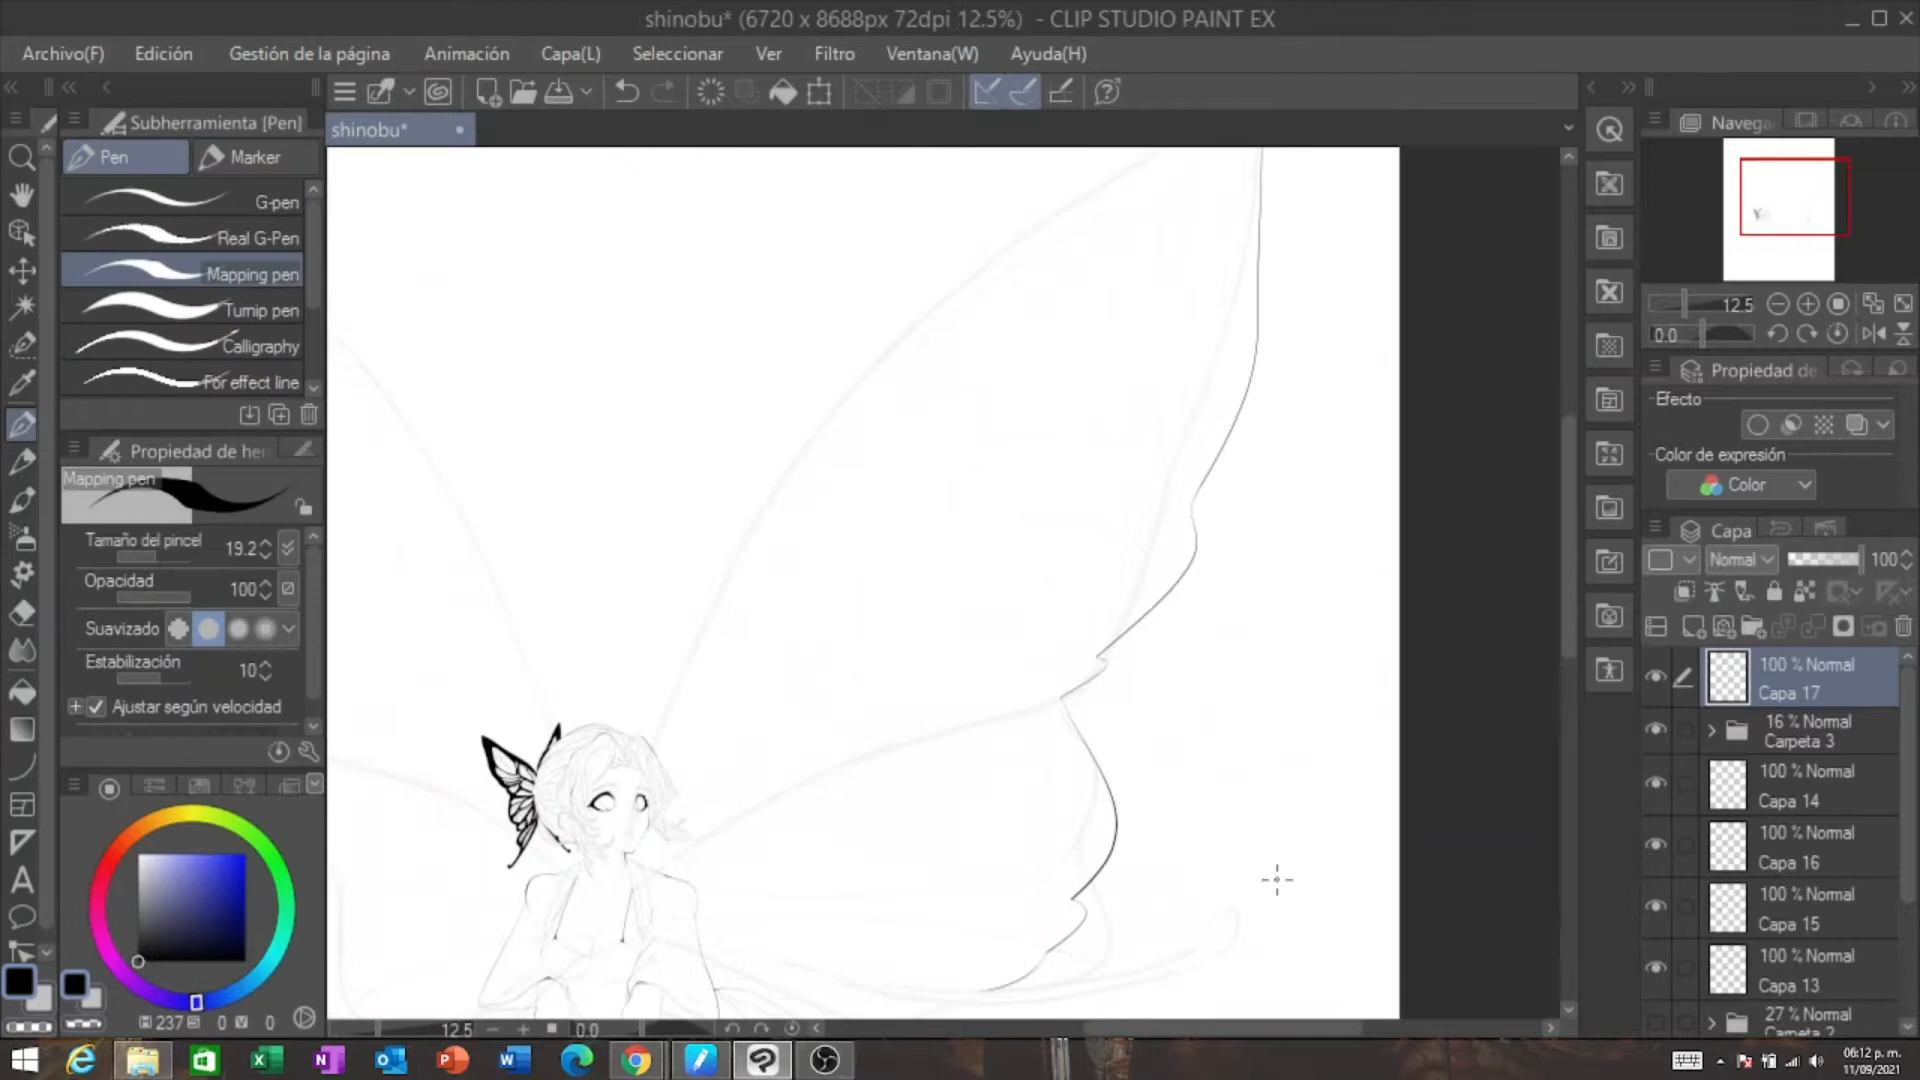 shinobu* (6720 x 8688px 72dpi 12.5%) - CLIP STUDIO PAINT EX
Archivo(F) Edición Gestión de la página Animación Capa(L) Seleccionar Ver Filtro Ventana(W) Ayuda(H)
Subherramienta [Pen]
shinobu*
Pen Marker
G-pen
Real G-Pen
Mapping pen
Turnip pen
Calligraphy
For effect line
Propiedad de her
Mapping pen
Tamaño del pincel 19.2
Opacidad 100
Suavizado
Estabilización 10
Ajustar según velocidad
H 237 S 0 V 0
12.5 0.0
Navega
12.5
0.0
Propiedad de
Efecto
Color de expresión
Color
Capa
Normal 100
100 % Normal
Capa 17
16 % Normal
Carpeta 3
100 % Normal
Capa 14
100 % Normal
Capa 16
100 % Normal
Capa 15
100 % Normal
Capa 13
27 % Normal
Carpeta 2
06:12 p. m.
11/09/2021